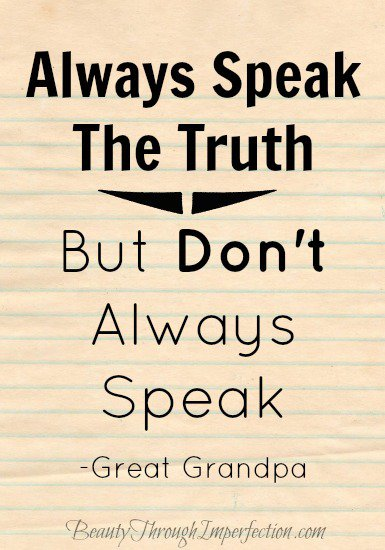 Always Speak
The Truth
But Don't
Always
Speak
-Great Grandpa
BeautyThroughImperfection.com